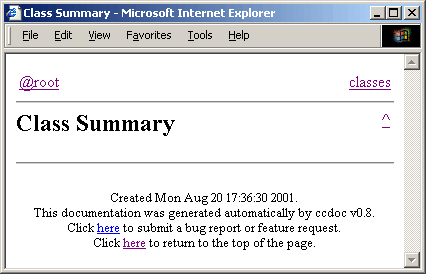 Class Summary - Microsoft Internet Explorer
File Edit View Favorites Tools Help
@root classes
Class Summary ^
Created Mon Aug 20 17:36:30 2001.
This documentation was generated automatically by ccdoc v0.8.
Click here to submit a bug report or feature request.
Click here to return to the top of the page.